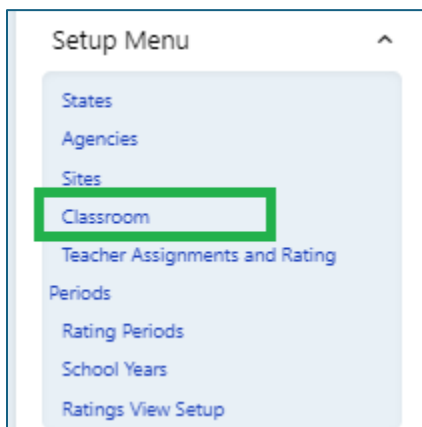 Setup Menu
States
Agencies
Sites
Classroom
Teacher Assignments and Rating
Periods
Rating Periods
School Years
Ratings View Setup